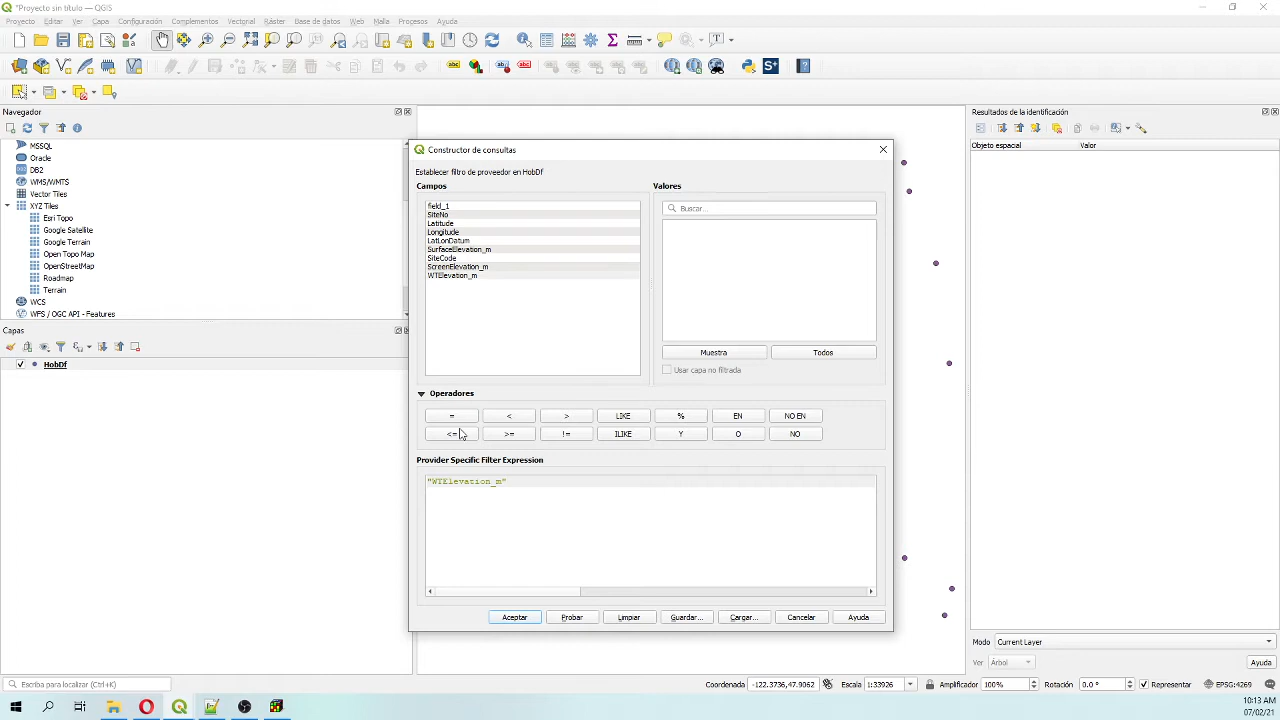 *Proyecto sin título — QGIS
Proyecto Editar Ver Capa Configuración Complementos Vectorial Ráster Base de datos Web Malla Procesos Ayuda
Navegador
MSSQL
Oracle
DB2
WMS/WMTS
Vector Tiles
XYZ Tiles
Esri Topo
Google Satellite
Google Terrain
Open Topo Map
OpenStreetMap
Roadmap
Terrain
WCS
WFS / OGC API - Features
Capas
HobDf
Constructor de consultas
Establecer filtro de proveedor en HobDf
Campos
field_1
SiteNo
Latitude
Longitude
LatLonDatum
SurfaceElevation_m
SiteCode
ScreenElevation_m
WTElevation_m
Valores
Buscar...
Muestra Todos
Usar capa no filtrada
Operadores
= < > LIKE % EN NO EN
<= >= != ILIKE Y O NO
Provider Specific Filter Expression
"WTElevation_m"
Aceptar Probar Limpiar Guardar... Cargar... Cancelar Ayuda
Resultados de la identificación
Objeto espacial Valor
Modo Current Layer
Ver Árbol Ayuda
Escriba para localizar (Ctrl+K)
Coordenada -122.3736,47.9062 Escala 1:33926 Amplificador 100% Rotación 0.0 ° Representar EPSG:4269
10:13 AM
07/02/21